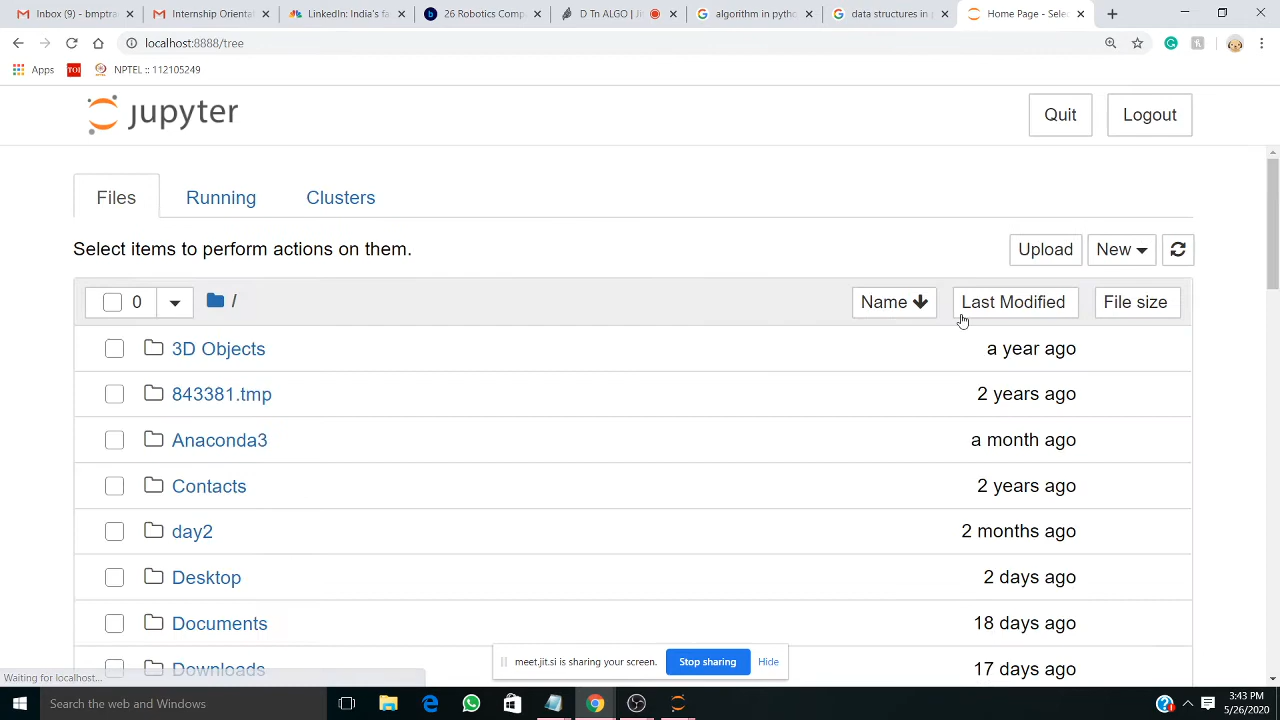 Inbox (9) - bmptra
Internship Oriental
LinkedIn: India's fa
26 Robotics Comp
D Tn ALGO | Ji
algorithm in pytho
data structures in p
Home Page - Selec
localhost:8888/tree
Apps
TOI
NPTEL :: 112105249
jupyter
Quit
Logout
Files
Running
Clusters
Select items to perform actions on them.
Upload
New
0
/
Name
Last Modified
File size
3D Objects
a year ago
843381.tmp
2 years ago
Anaconda3
a month ago
Contacts
2 years ago
day2
2 months ago
Desktop
2 days ago
Documents
18 days ago
Downloads
17 days ago
meet.jit.si is sharing your screen.
Stop sharing
Hide
Waiting for localhost...
Search the web and Windows
3:43 PM
5/26/2020